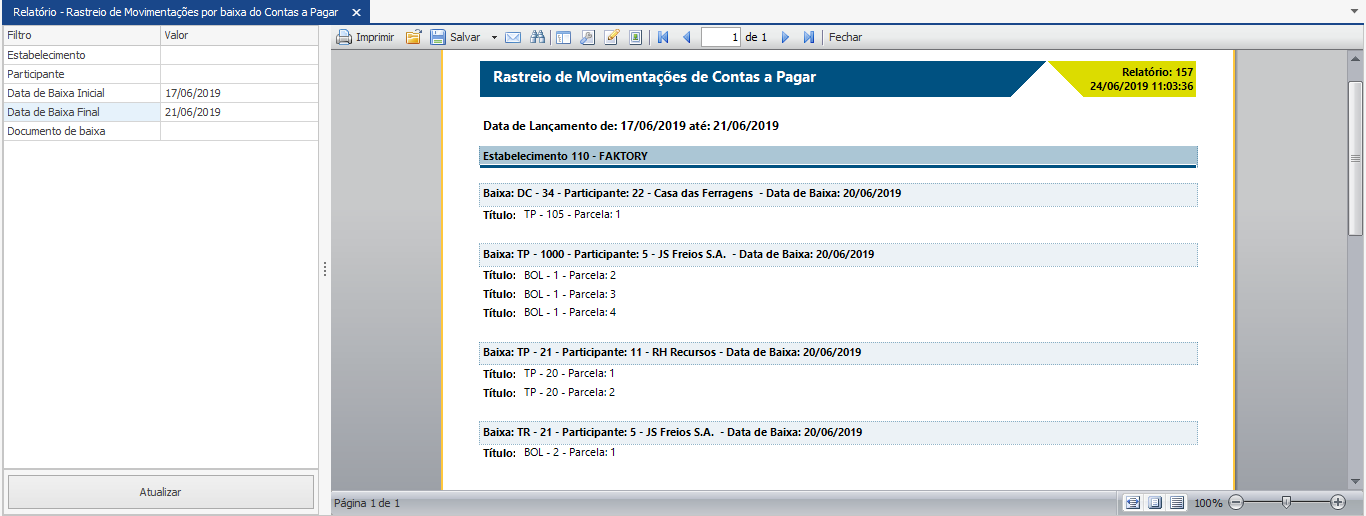 Relatório - Rastreio de Movimentações por baixa do Contas a Pagar
Filtro Valor
Estabelecimento
Participante
Data de Baixa Inicial 17/06/2019
Data de Baixa Final 21/06/2019
Documento de baixa
Atualizar
Imprimir Salvar 1 de 1 Fechar
Rastreio de Movimentações de Contas a Pagar
Relatório: 157
24/06/2019 11:03:36
Data de Lançamento de: 17/06/2019 até: 21/06/2019
Estabelecimento 110 - FAKTORY
Baixa: DC - 34 - Participante: 22 - Casa das Ferragens - Data de Baixa: 20/06/2019
Título: TP - 105 - Parcela: 1
Baixa: TP - 1000 - Participante: 5 - JS Freios S.A. - Data de Baixa: 20/06/2019
Título: BOL - 1 - Parcela: 2
Título: BOL - 1 - Parcela: 3
Título: BOL - 1 - Parcela: 4
Baixa: TP - 21 - Participante: 11 - RH Recursos - Data de Baixa: 20/06/2019
Título: TP - 20 - Parcela: 1
Título: TP - 20 - Parcela: 2
Baixa: TR - 21 - Participante: 5 - JS Freios S.A. - Data de Baixa: 20/06/2019
Título: BOL - 2 - Parcela: 1
Página 1 de 1 100%